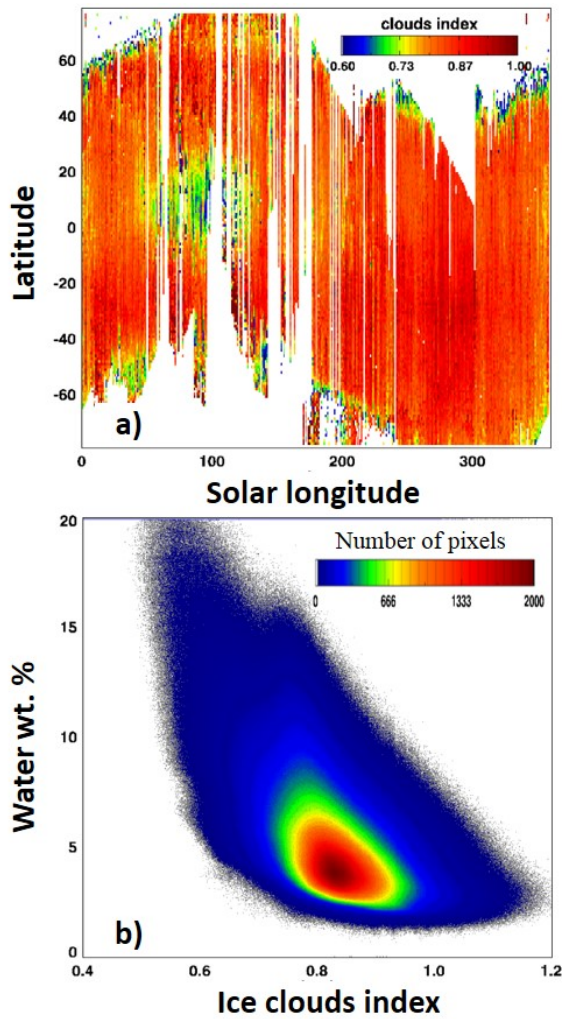 clouds index
0.60 0.73 0.87 1.00
60
40
20
0
-20
-40
-60
Latitude
a)
0 100 200 300
Solar longitude
20
15
10
5
0
Water wt. %
Number of pixels
0 666 1333 2000
b)
0.4 0.6 0.8 1.0 1.2
Ice clouds index